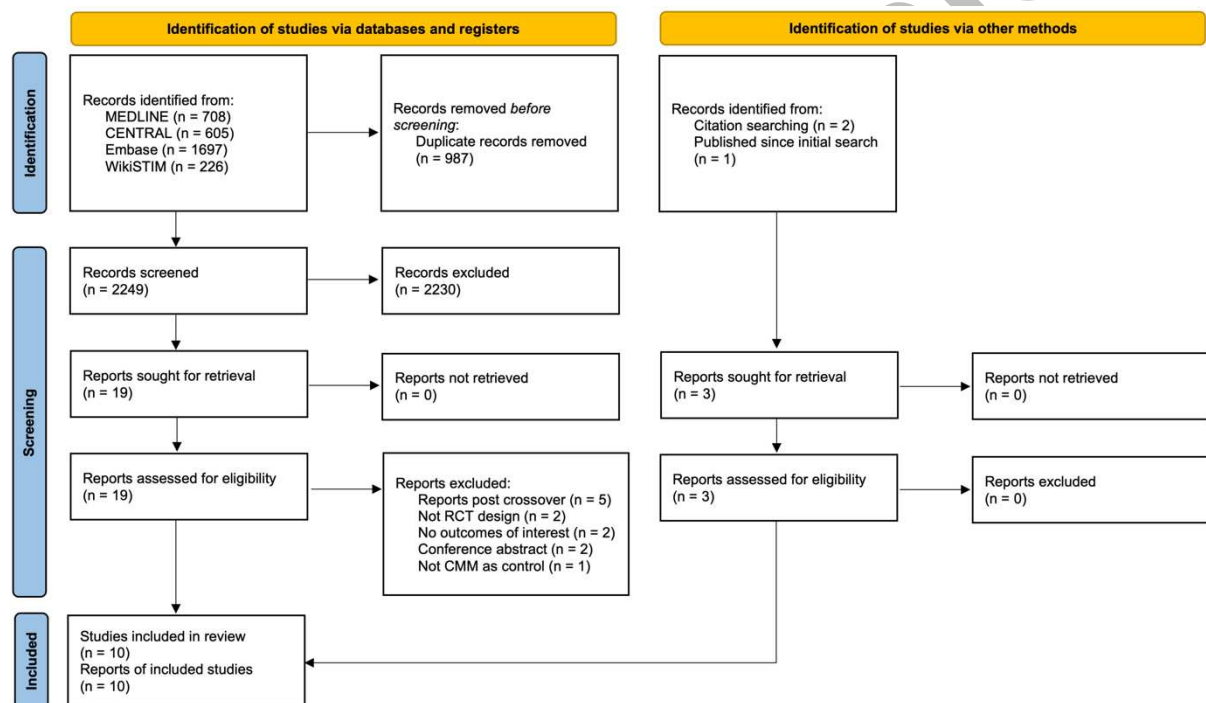 Identification of studies via databases and registers
Identification of studies via other methods
Identification
Records identified from:
MEDLINE (n = 708)
CENTRAL (n = 605)
Embase (n = 1697)
WikiSTIM (n = 226)
Records removed before
screening:
Duplicate records removed
(n = 987)
Records identified from:
Citation searching (n = 2)
Published since initial search
(n = 1)
Screening
Records screened
(n = 2249)
Records excluded
(n = 2230)
Reports sought for retrieval
(n = 19)
Reports not retrieved
(n = 0)
Reports sought for retrieval
(n = 3)
Reports not retrieved
(n = 0)
Reports assessed for eligibility
(n = 19)
Reports excluded:
Reports post crossover (n = 5)
Not RCT design (n = 2)
No outcomes of interest (n = 2)
Conference abstract (n = 2)
Not CMM as control (n = 1)
Reports assessed for eligibility
(n = 3)
Reports excluded
(n = 0)
Included
Studies included in review
(n = 10)
Reports of included studies
(n = 10)